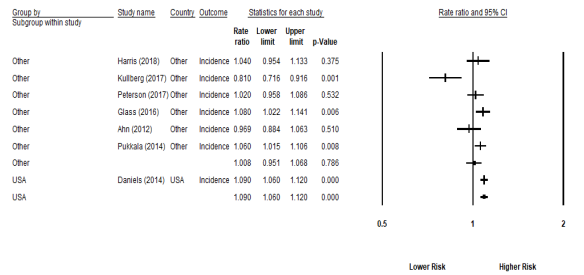 Group by Study name Country Outcome Statistics for each study Rate ratio and 95% CI
Subgroup within study
Rate ratio Lower limit Upper limit p-Value
Other Harris (2018) Other Incidence 1.040 0.954 1.133 0.375
Other Kullberg (2017) Other Incidence 0.810 0.716 0.916 0.001
Other Peterson (2017) Other Incidence 1.020 0.958 1.086 0.532
Other Glass (2016) Other Incidence 1.080 1.022 1.141 0.006
Other Ahn (2012) Other Incidence 0.969 0.884 1.063 0.510
Other Pukkala (2014) Other Incidence 1.060 1.015 1.106 0.008
Other 1.008 0.951 1.068 0.786
USA Daniels (2014) USA Incidence 1.090 1.060 1.120 0.000
USA 1.090 1.060 1.120 0.000
0.5 1 2
Lower Risk Higher Risk